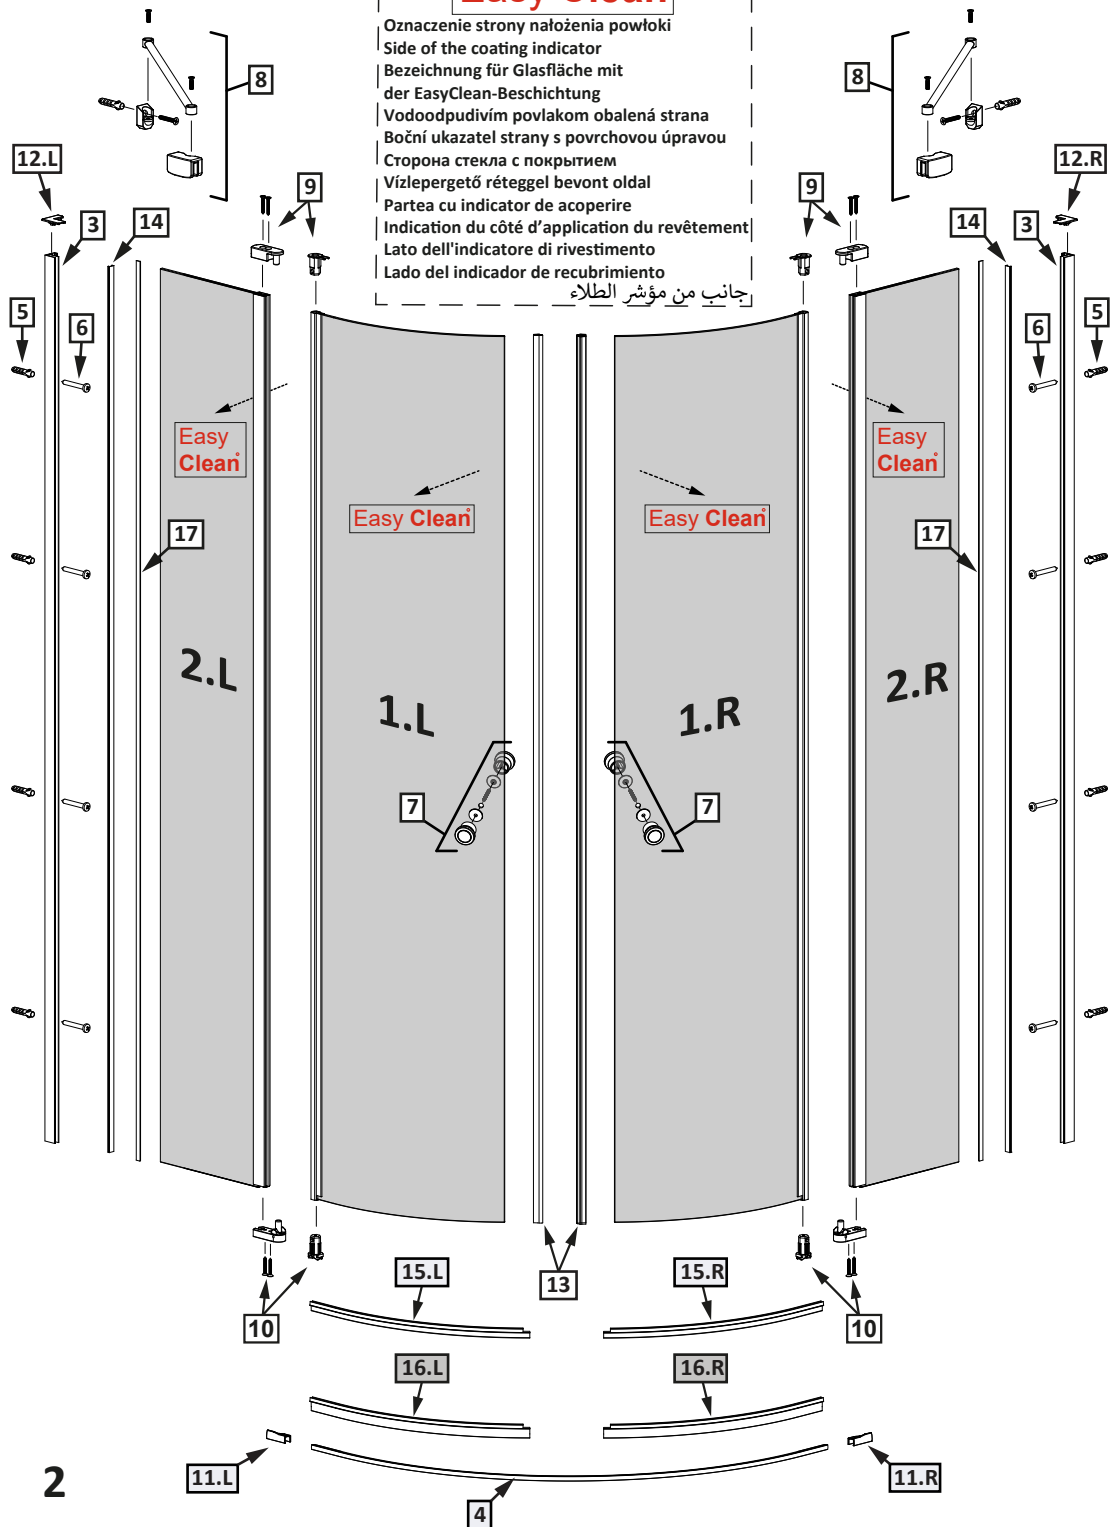 Easy Clean
Oznaczenie strony nałożenia powłoki
Side of the coating indicator
Bezeichnung für Glasfläche mit
der EasyClean-Beschichtung
Vodoodpudivím povlakom obalená strana
Boční ukazatel strany s povrchovou úpravou
Сторона стекла с покрытием
Vízlepergető réteggel bevont oldal
Partea cu indicator de acoperire
Indication du côté d'application du revêtement
Lato dell'indicatore di rivestimento
Lado del indicador de recubrimiento
جانب من مؤشر الطلاء
8
8
12.L
9
9
12.R
3
14
14
3
5
6
6
5
Easy
Clean°
Easy
Clean°
Easy Clean°
Easy Clean°
17
17
2.L
1.L
1.R
2.R
7
7
15.L
13
15.R
10
10
16.L
16.R
11.L
11.R
4
2